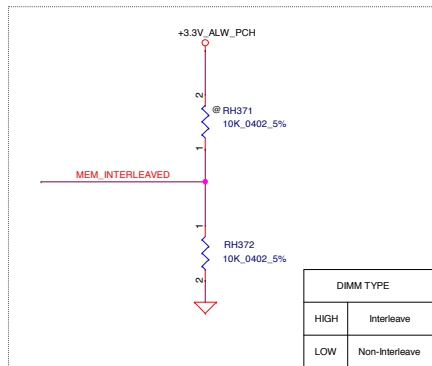 +3.3V_ALW_PCH
2
@ RH371
10K_0402_5%
1
MEM_INTERLEAVED
1
RH372
10K_0402_5%
2
DIMM TYPE
HIGH Interleave
LOW Non-Interleave